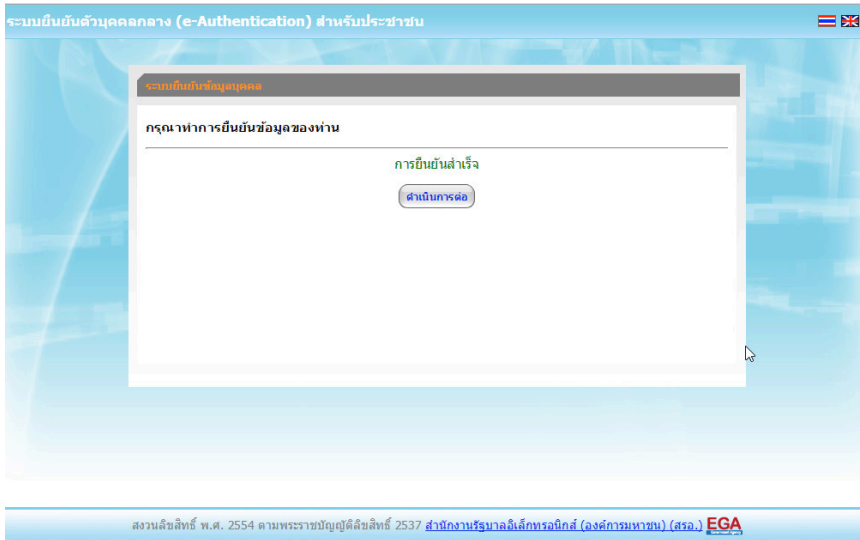 ระบบยืนยันตัวบุคคลกลาง (e-Authentication) สำหรับประชาชน
ระบบยืนยันข้อมูลบุคคล
กรุณาทำการยืนยันข้อมูลของท่าน
การยืนยันสำเร็จ
ดำเนินการต่อ
สงวนลิขสิทธิ์ พ.ศ. 2554 ตามพระราชบัญญัติลิขสิทธิ์ 2537 สำนักงานรัฐบาลอิเล็กทรอนิกส์ (องค์การมหาชน) (สรอ.) EGA